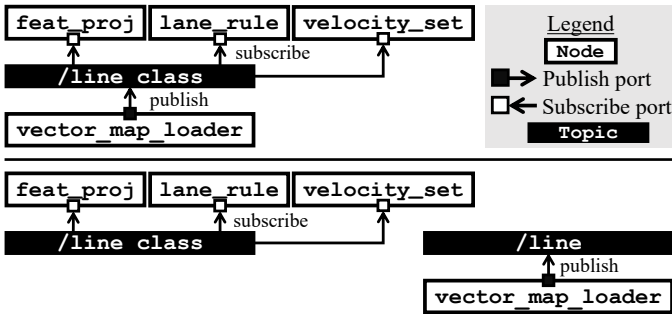 feat_proj lane_rule velocity_set
subscribe
/line class
publish
vector_map_loader
Legend
Node
Publish port
Subscribe port
Topic
feat_proj lane_rule velocity_set
subscribe
/line class
/line
publish
vector_map_loader